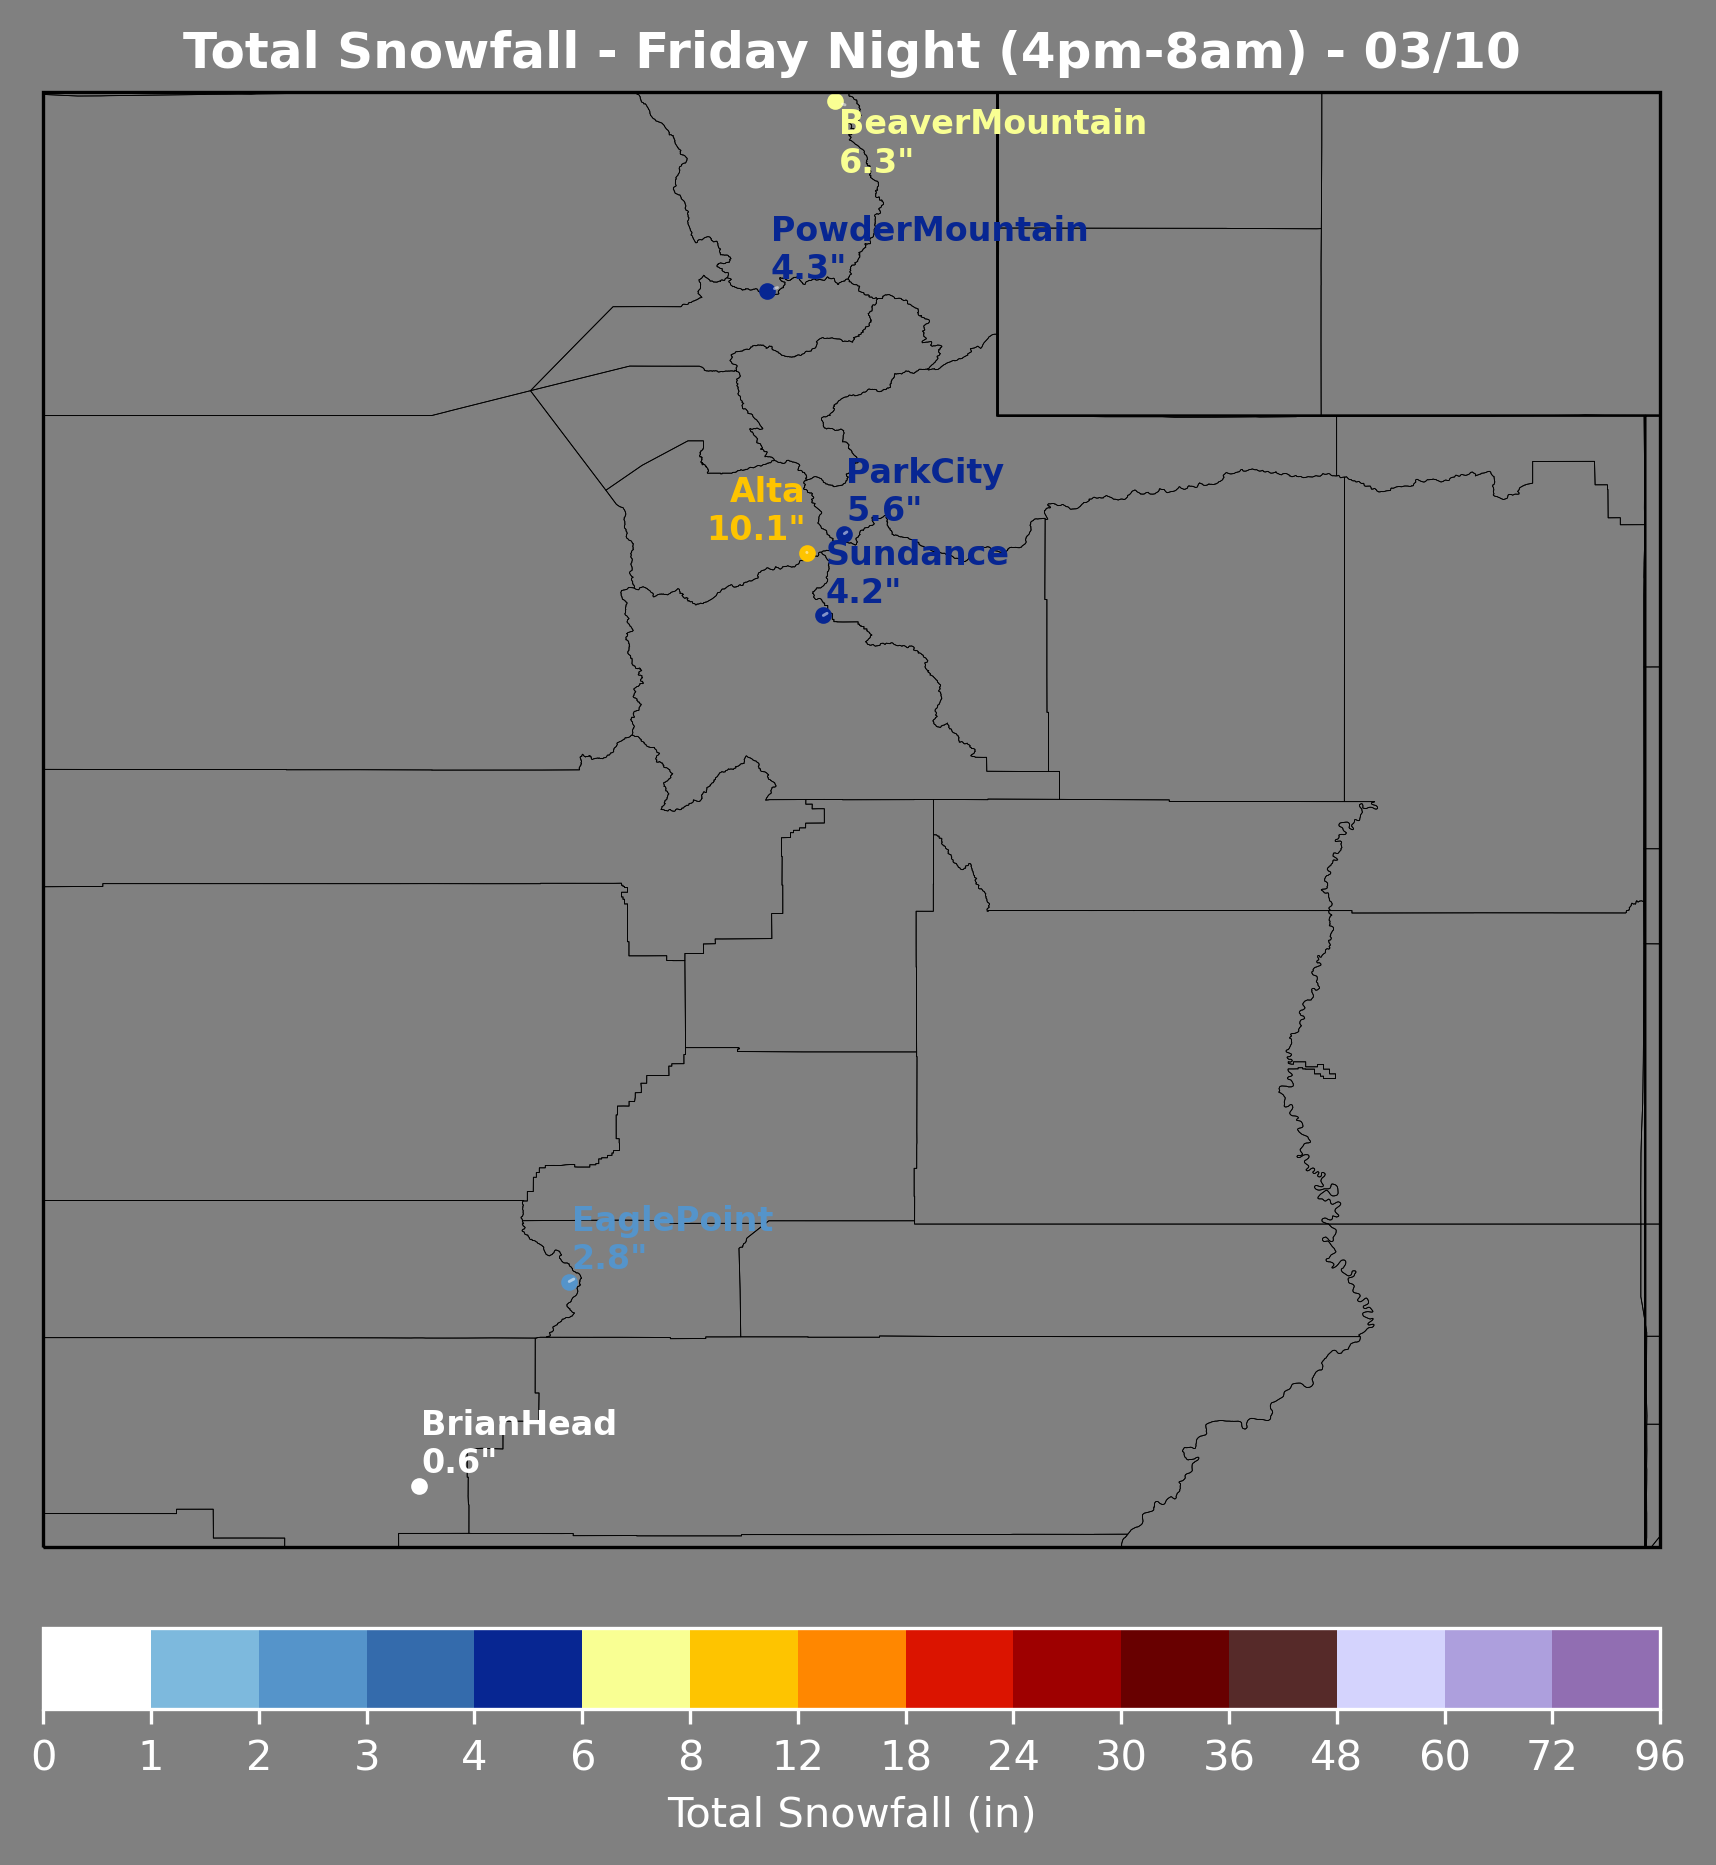 Total Snowfall - Friday Night (4pm-8am) - 03/10
BeaverMountain
6.3"
PowderMountain
4.3"
ParkCity
5.6"
Alta
10.1"
Sundance
4.2"
EaglePoint
2.8"
BrianHead
0.6"
0 1 2 3 4 6 8 12 18 24 30 36 48 60 72 96
Total Snowfall (in)